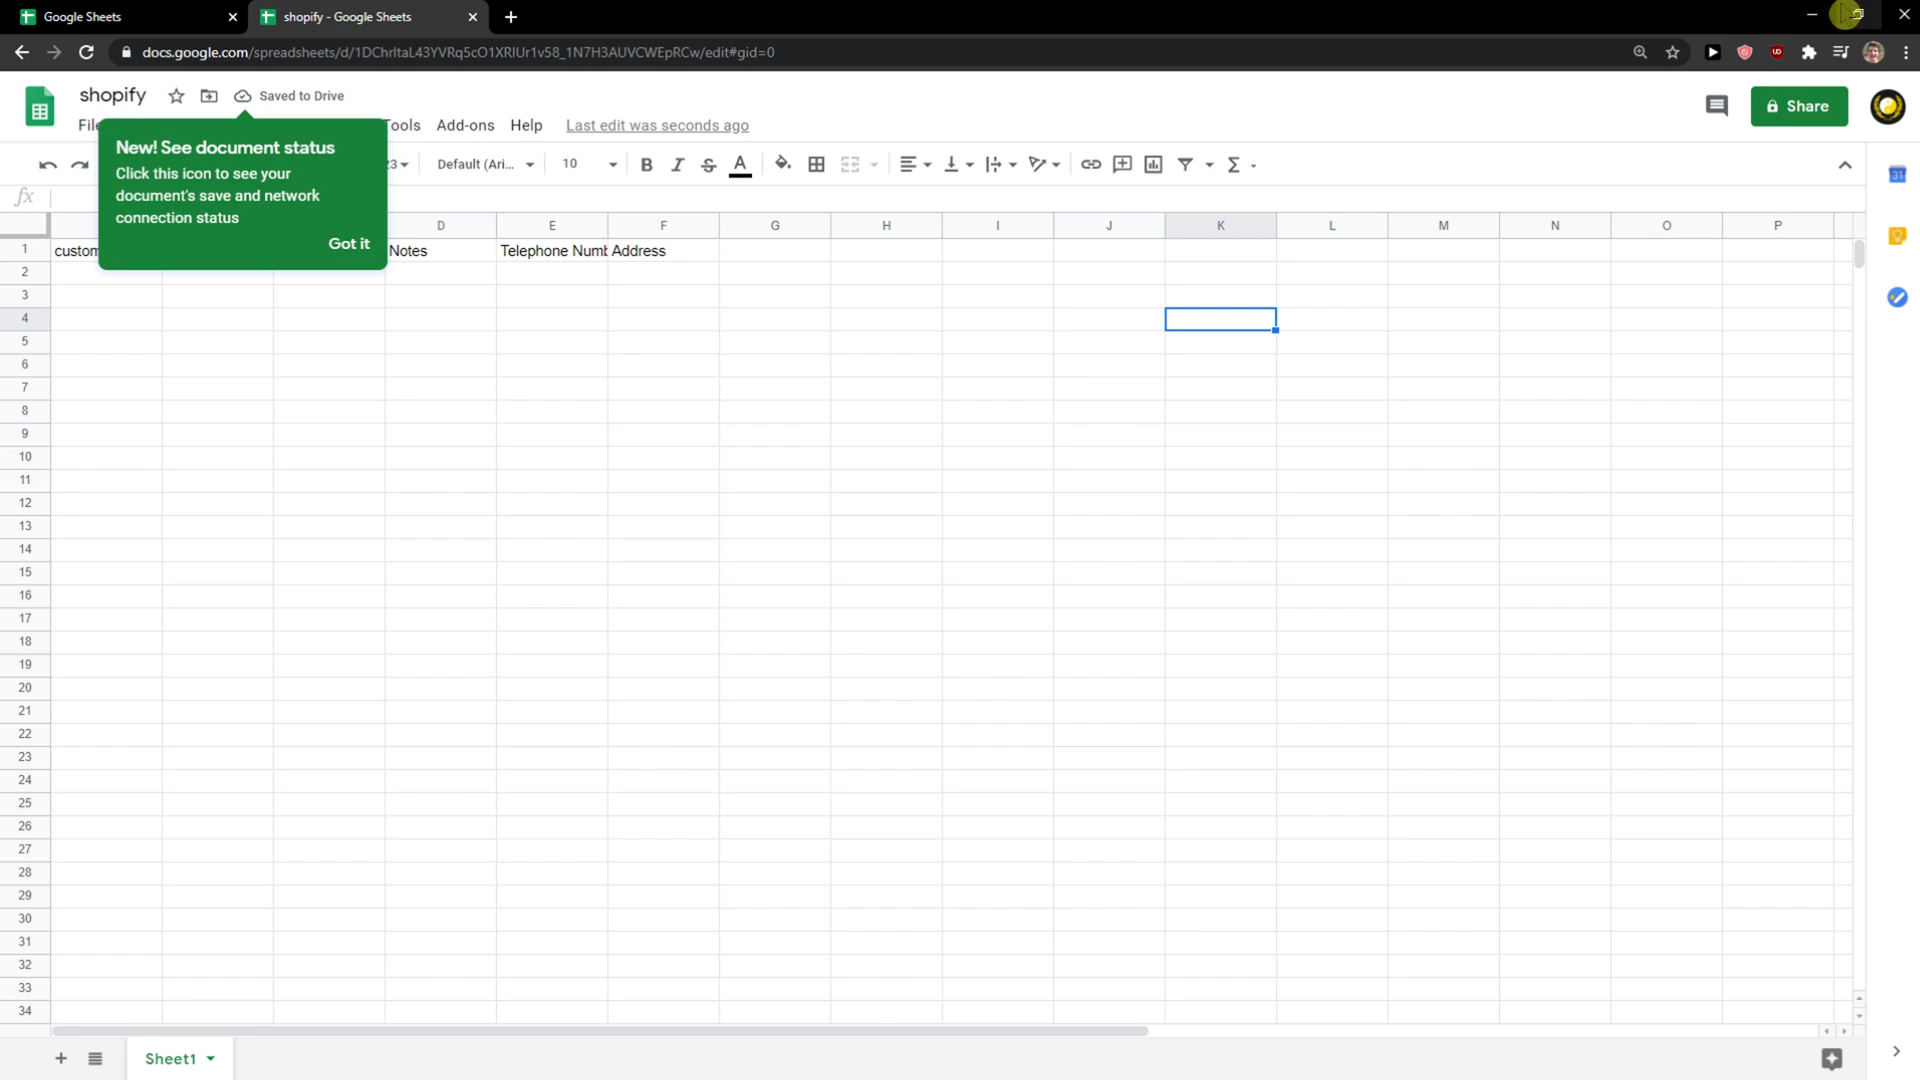 Google Sheets
shopify - Google Sheets
docs.google.com/spreadsheets/d/1DChrItaL43YVRq5cO1XRIUr1v58_1N7H3AUVCWEpRCw/edit#gid=0
shopify
Saved to Drive
Share
File
Tools
Add-ons
Help
Last edit was seconds ago
New! See document status
Click this icon to see your
document's save and network
connection status
Got it
23
Default (Ari...
10
fx
31
D E F G H I J K L M N O P
1 custom Notes Telephone Numb Address
2
3
4
5
6
7
8
9
10
11
12
13
14
15
16
17
18
19
20
21
22
23
24
25
26
27
28
29
30
31
32
33
34
Sheet1